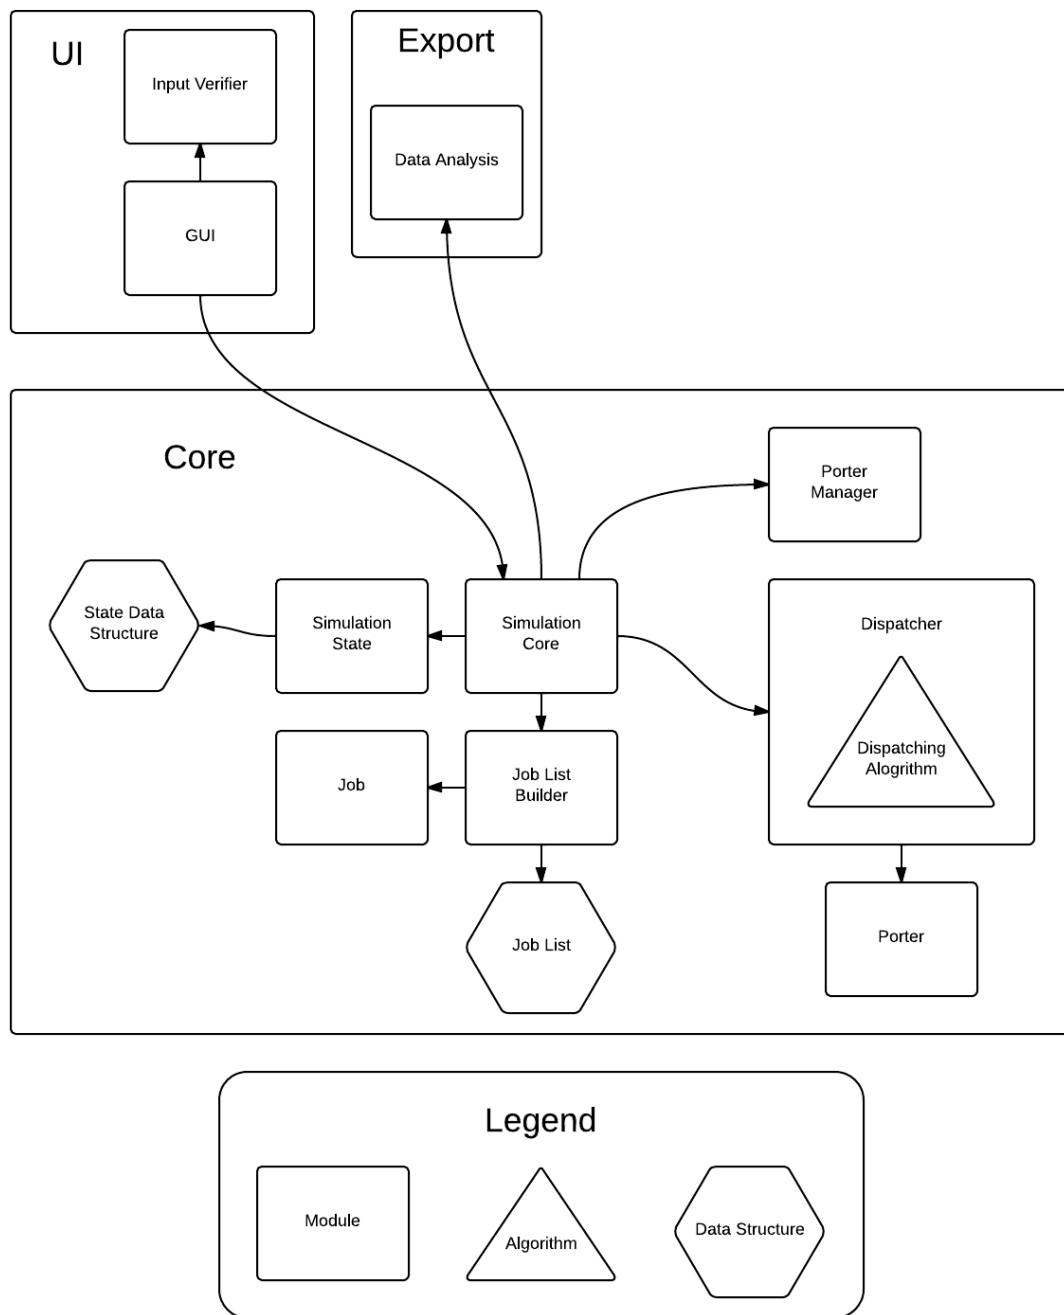 UI
Input Verifier
GUI
Export
Data Analysis
Core
Porter
Manager
State Data
Structure
Simulation
State
Simulation
Core
Dispatcher
Dispatching
Alogrithm
Job
Job List
Builder
Job List
Porter
Legend
Module
Algorithm
Data Structure